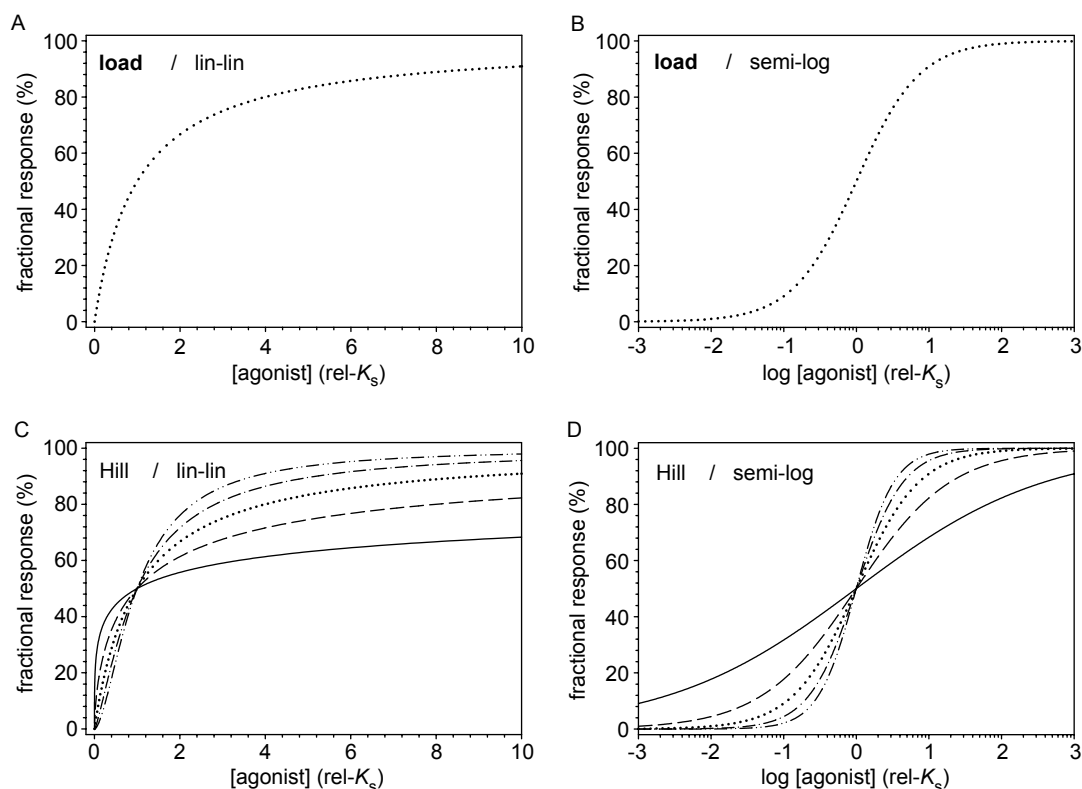 A
load / lin-lin
fractional response (%)
100
80
60
40
20
0
0 2 4 6 8 10
[agonist] (rel-Ks)
B
load / semi-log
fractional response (%)
100
80
60
40
20
0
-3 -2 -1 0 1 2 3
log [agonist] (rel-Ks)
C
Hill / lin-lin
fractional response (%)
100
80
60
40
20
0
0 2 4 6 8 10
[agonist] (rel-Ks)
D
Hill / semi-log
fractional response (%)
100
80
60
40
20
0
-3 -2 -1 0 1 2 3
log [agonist] (rel-Ks)